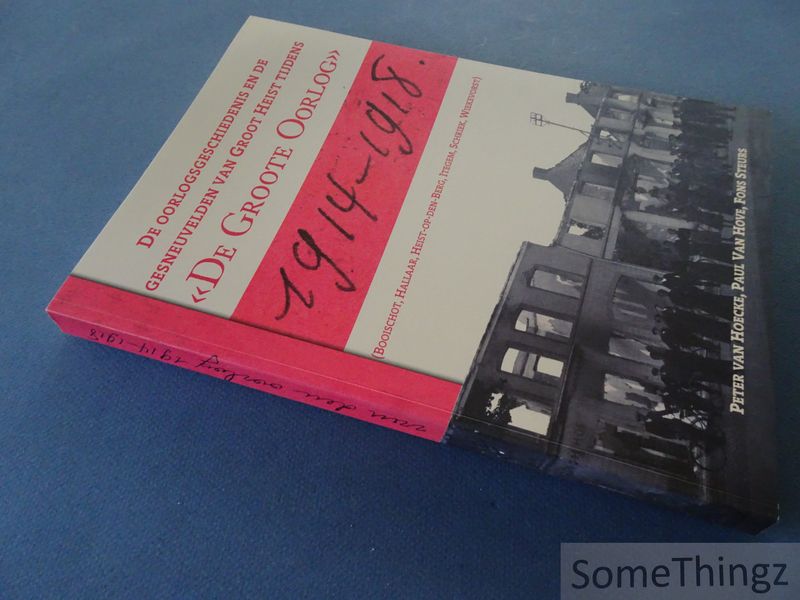 DE OORLOGSGESCHIEDENIS EN DE
GESNEUVELDEN VAN GROOT HEIST TIJDENS
«DE GROOTE OORLOG»
1914-1918.
(BOOISCHOT, HALLAAR, HEIST-OP-DEN-BERG, ITEGEM, SCHRIEK, WIEKEVORST)
PETER VAN HOECKE, PAUL VAN HOVE, FONS STEURS
van den oorlog 1914-1918
SomeThingz